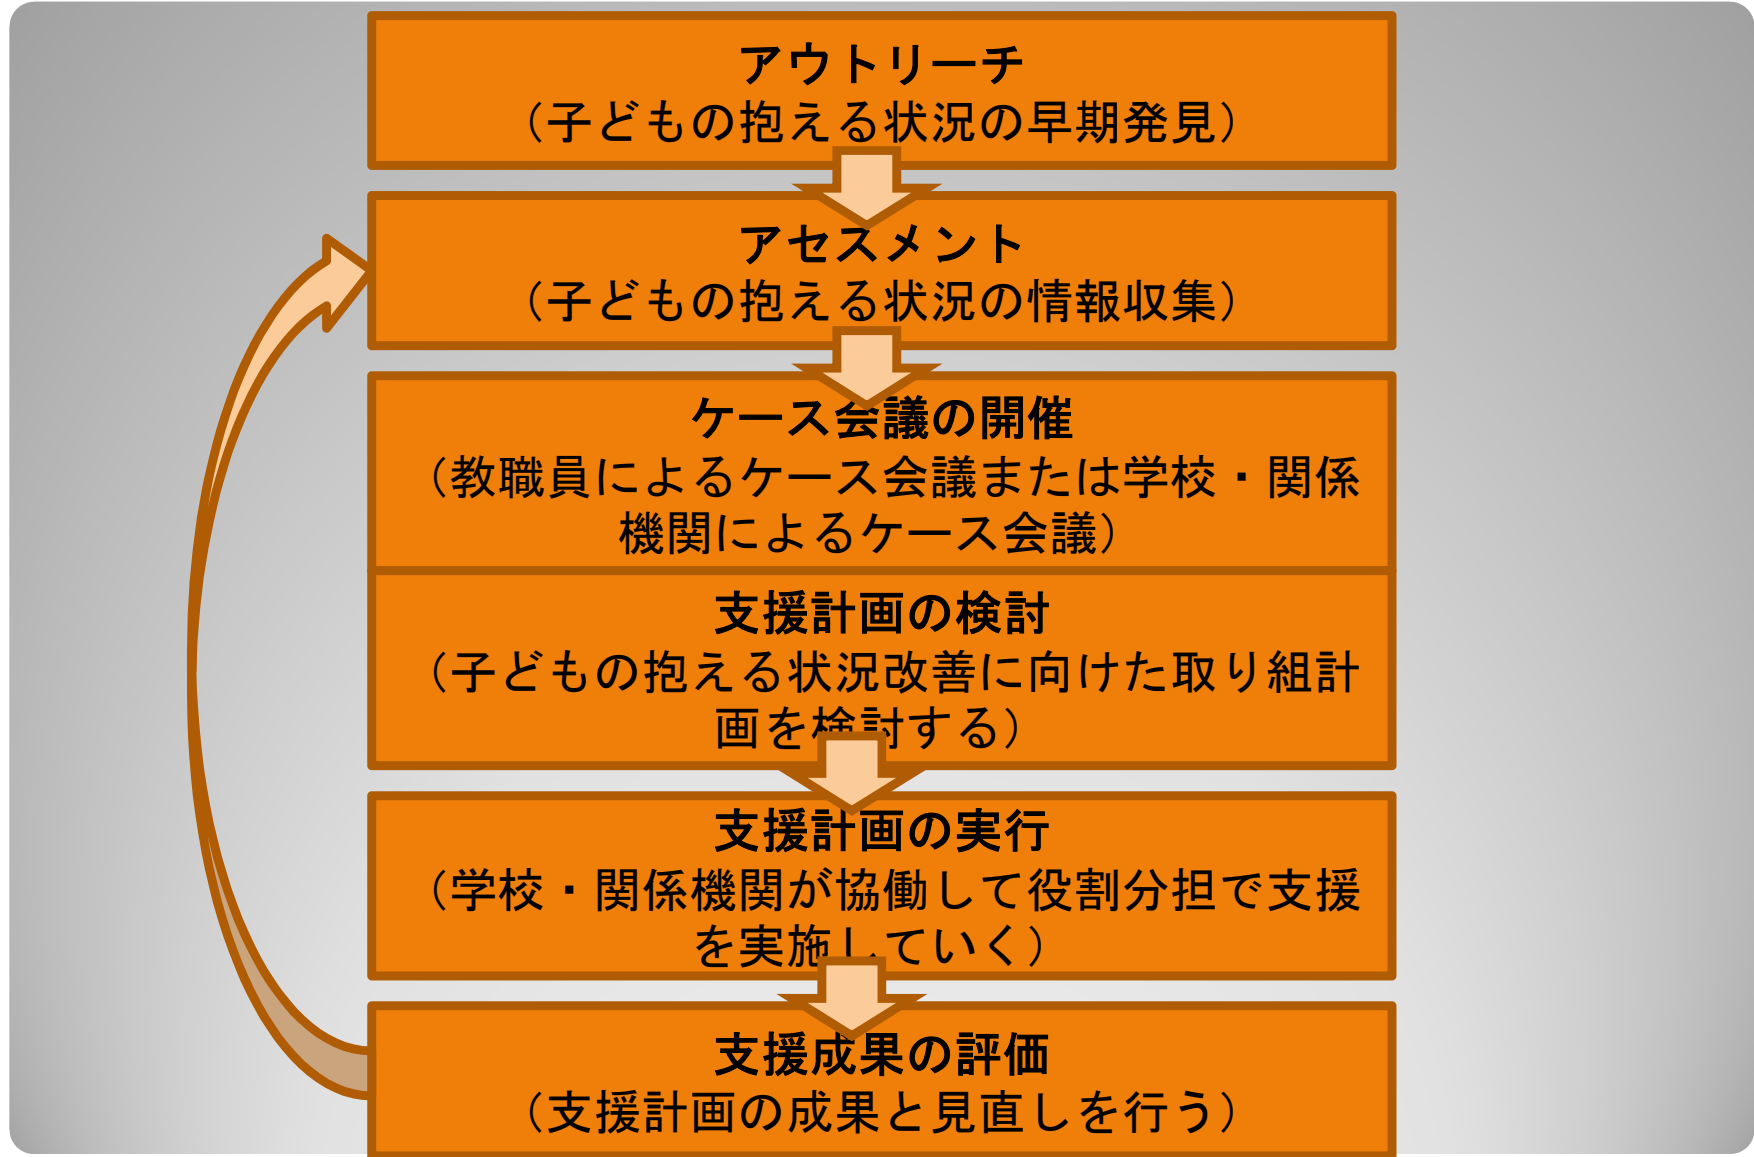 アウトリーチ
（子どもの抱える状況の早期発見）
アセスメント
（子どもの抱える状況の情報収集）
ケース会議の開催
（教職員によるケース会議または学校・関係
機関によるケース会議）
支援計画の検討
（子どもの抱える状況改善に向けた取り組計
画を検討する）
支援計画の実行
（学校・関係機関が協働して役割分担で支援
を実施していく）
支援成果の評価
（支援計画の成果と見直しを行う）